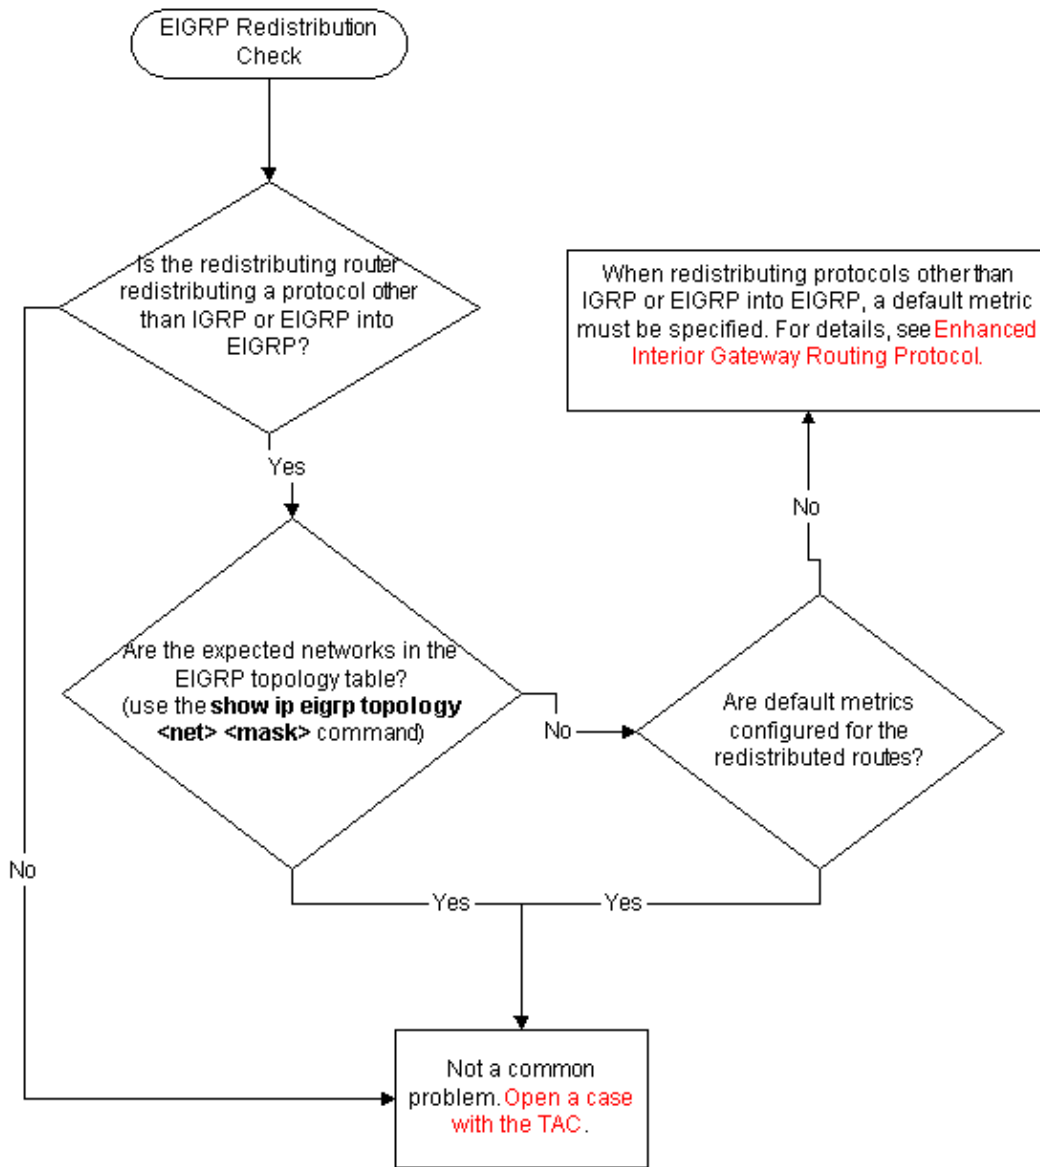 EIGRP Redistribution
Check
Is the redistributing router
redistributing a protocol other
than IGRP or EIGRP into
EIGRP?
When redistributing protocols other than
IGRP or EIGRP into EIGRP, a default metric
must be specified. For details, see Enhanced
Interior Gateway Routing Protocol.
Yes
No
Are the expected networks in the
EIGRP topology table?
(use the show ip eigrp topology
<net> <mask> command)
No
Are default metrics
configured for the
redistributed routes?
No
Yes
Yes
Not a common
problem. Open a case
with the TAC.